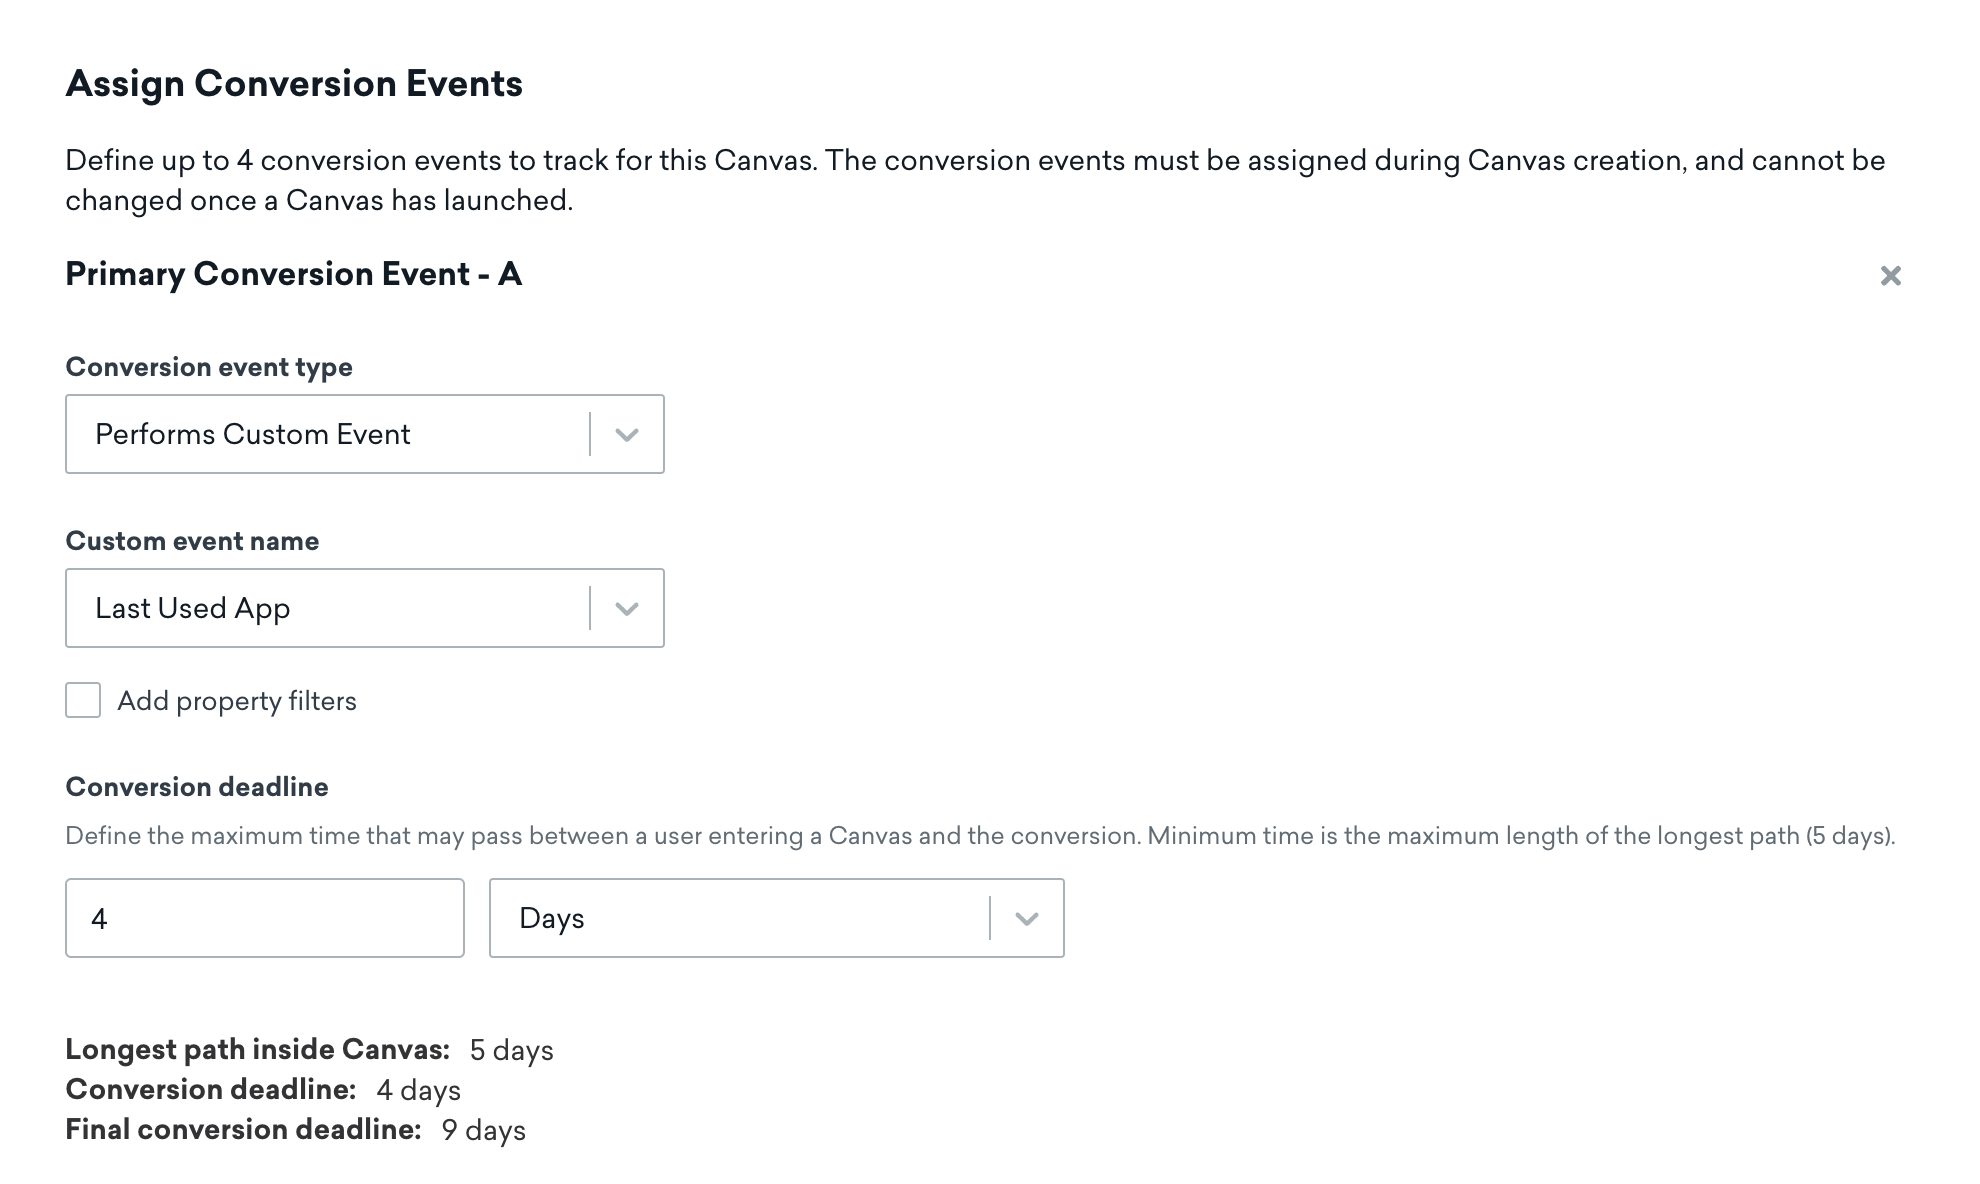 Assign Conversion Events
Define up to 4 conversion events to track for this Canvas. The conversion events must be assigned during Canvas creation, and cannot be
changed once a Canvas has launched.
Primary Conversion Event - A
Conversion event type
Performs Custom Event
Custom event name
Last Used App
Add property filters
Conversion deadline
Define the maximum time that may pass between a user entering a Canvas and the conversion. Minimum time is the maximum length of the longest path (5 days).
4
Days
Longest path inside Canvas: 5 days
Conversion deadline: 4 days
Final conversion deadline: 9 days